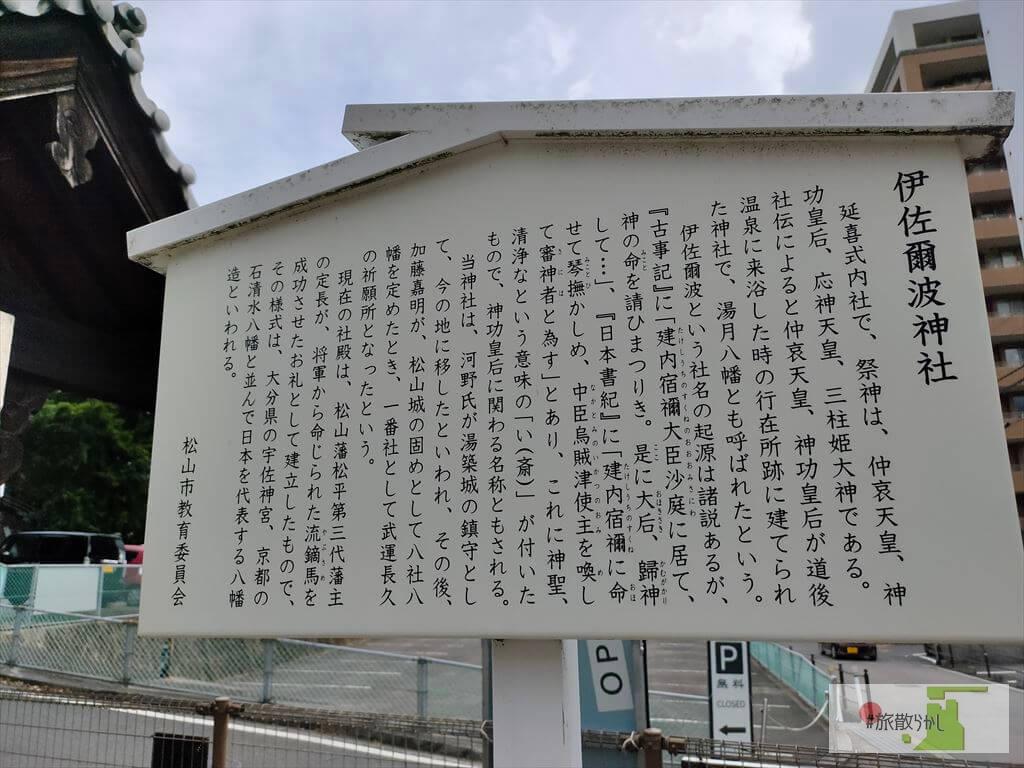 伊佐爾波神社
延喜式内社で、祭神は、仲哀天皇、神
功皇后、応神天皇、三柱姫大神である。
社伝によると仲哀天皇、神功皇后が道後
温泉に来浴した時の行在所跡に建てられ
た神社で、湯月八幡とも呼ばれたという。
伊佐爾波という社名の起源は諸説あるが、
『古事記』に「建内宿禰大臣沙庭に居て、
神の命を請ひまつりき。是に大后、歸神
して…」、『日本書紀』に「建内宿禰に命
せて琴撫かしめ、中臣烏賊津使主を喚し
て審神者と為す」とあり、これに神聖、
清浄なという意味の「い(斎)」が付いた
もので、神功皇后に関わる名称ともされる。
当神社は、河野氏が湯築城の鎮守とし
て、今の地に移したといわれ、その後、
加藤嘉明が、松山城の固めとして八社八
幡を定めたとき、一番社として武運長久
の祈願所となったという。
現在の社殿は、松山藩松平第三代藩主
の定長が、将軍から命じられた流鏑馬を
成功させたお礼として建立したもので、
その様式は、大分県の宇佐神宮、京都の
石清水八幡と並んで日本を代表する八幡
造といわれる。
松山市教育委員会
OP
P
無料
CLOSED
#旅散らかし